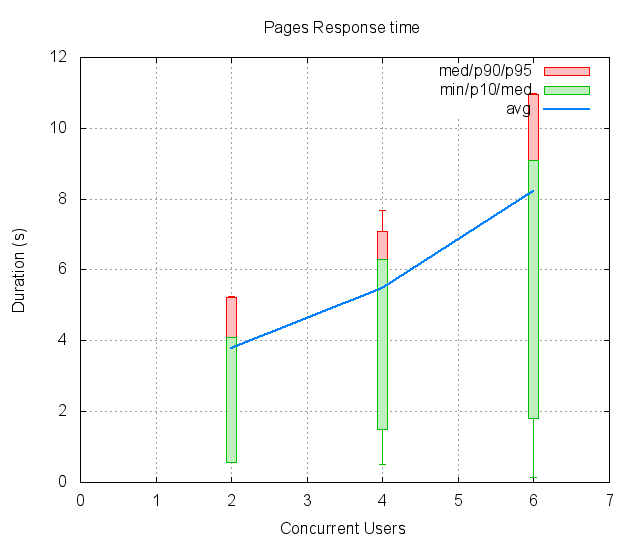 Pages Response time
12
10
8
6
4
2
0
Duration (s)
med/p90/p95
min/p10/med
avg
0 1 2 3 4 5 6 7
Concurrent Users